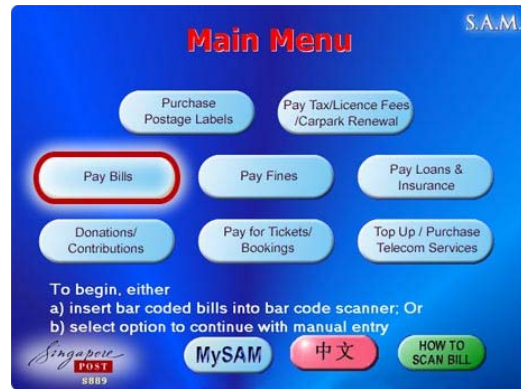 S.A.M.
Main Menu
Purchase
Postage Labels
Pay Tax/Licence Fees
/Carpark Renewal
Pay Bills
Pay Fines
Pay Loans &
Insurance
Donations/
Contributions
Pay for Tickets/
Bookings
Top Up / Purchase
Telecom Services
To begin, either
a) insert bar coded bills into bar code scanner; Or
b) select option to continue with manual entry
Singapore
POST
S889
MySAM
中文
HOW TO
SCAN BILL